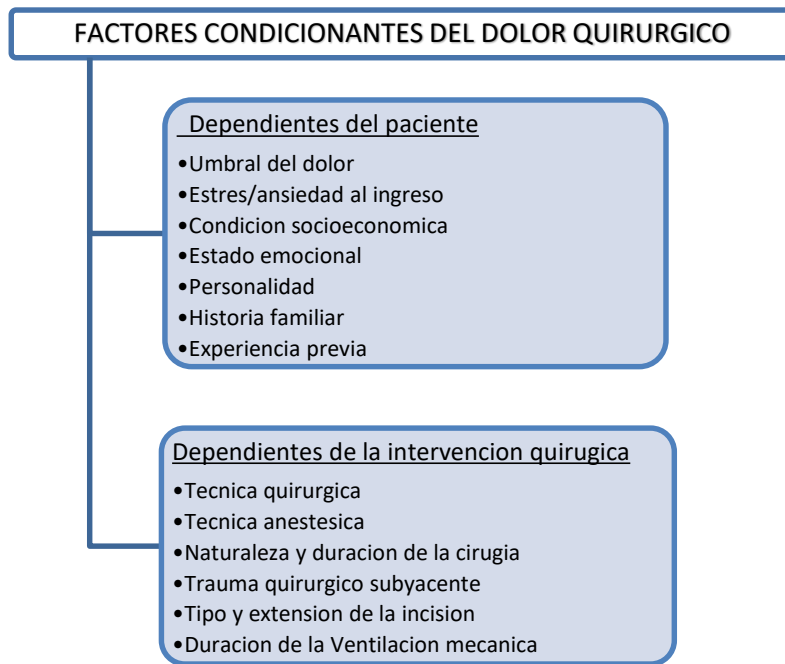 FACTORES CONDICIONANTES DEL DOLOR QUIRURGICO
Dependientes del paciente
•Umbral del dolor
•Estres/ansiedad al ingreso
•Condicion socioeconomica
•Estado emocional
•Personalidad
•Historia familiar
•Experiencia previa
Dependientes de la intervencion quirugica
•Tecnica quirurgica
•Tecnica anestesica
•Naturaleza y duracion de la cirugia
•Trauma quirurgico subyacente
•Tipo y extension de la incision
•Duracion de la Ventilacion mecanica